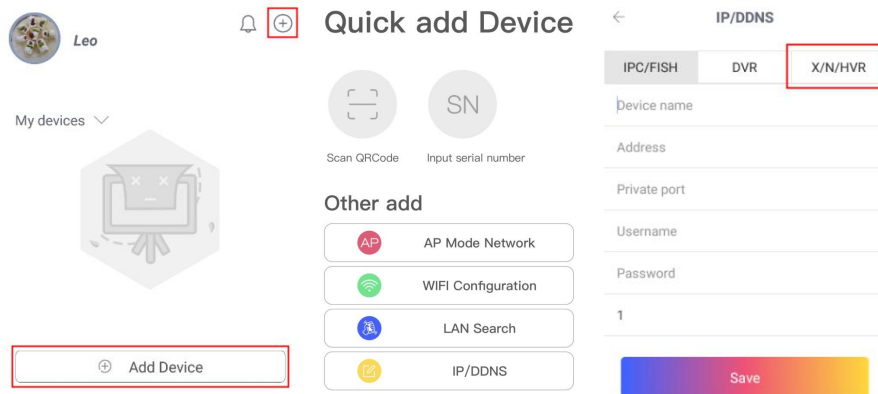 Leo
My devices
Add Device
Quick add Device
SN
Scan QRCode
Input serial number
Other add
AP
AP Mode Network
WIFI Configuration
LAN Search
IP/DDNS
IP/DDNS
IPC/FISH
DVR
X/N/HVR
Device name
Address
Private port
Username
Password
1
Save